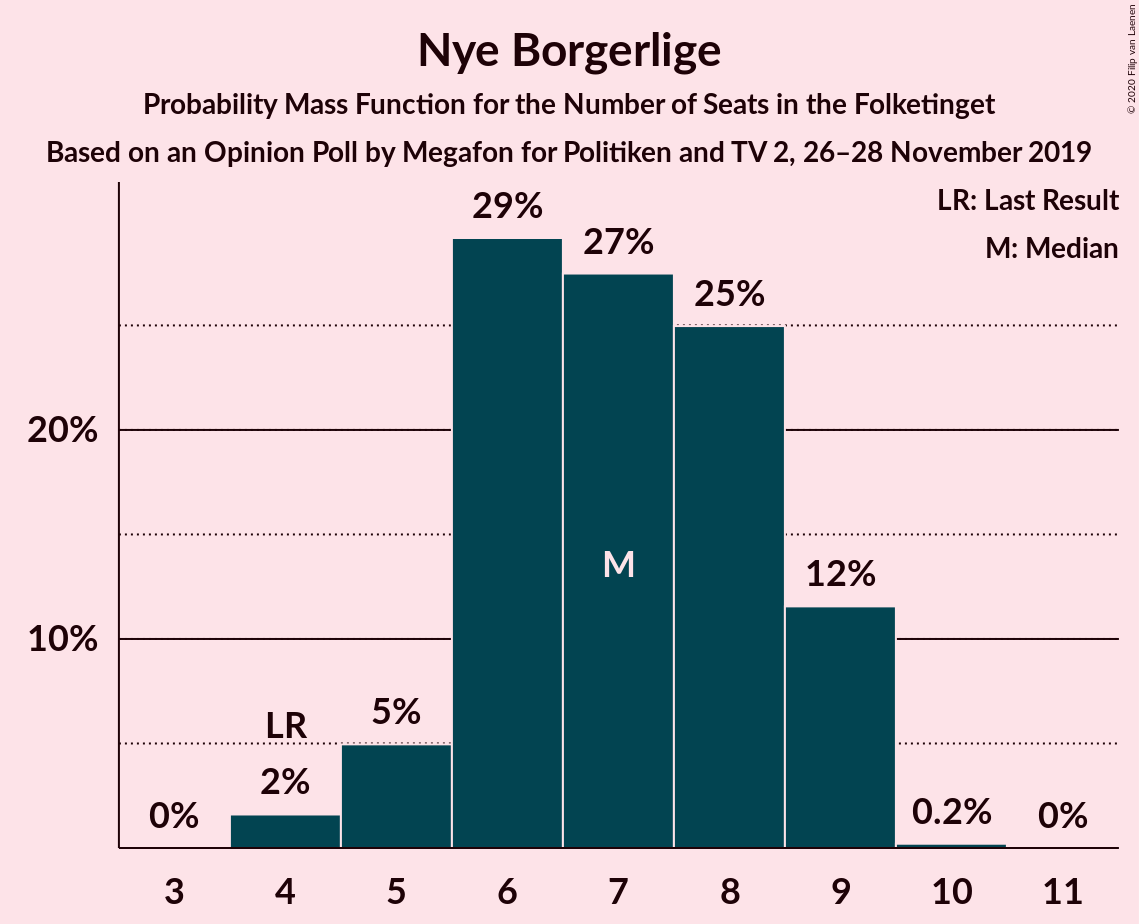 Nye Borgerlige
Probability Mass Function for the Number of Seats in the Folketinget
Based on an Opinion Poll by Megafon for Politiken and TV 2, 26–28 November 2019
© 2020 Filip van Laenen
LR: Last Result
M: Median
29%
27%
25%
20%
12%
10%
5%
LR
2%
0%
0.2%
0%
M
3 4 5 6 7 8 9 10 11